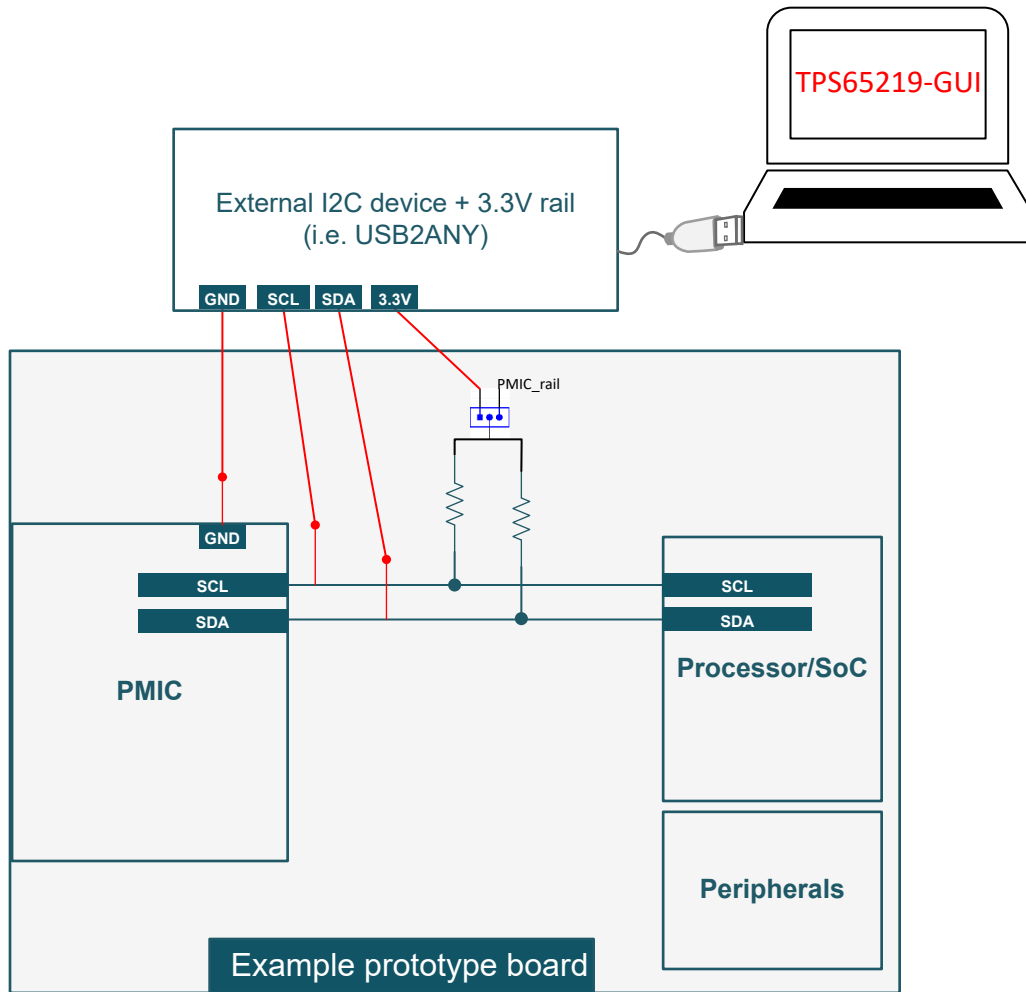 TPS65219-GUI
External I2C device + 3.3V rail
(i.e. USB2ANY)
GND
SCL
SDA
3.3V
PMIC_rail
GND
SCL
SDA
PMIC
SCL
SDA
Processor/SoC
Peripherals
Example prototype board